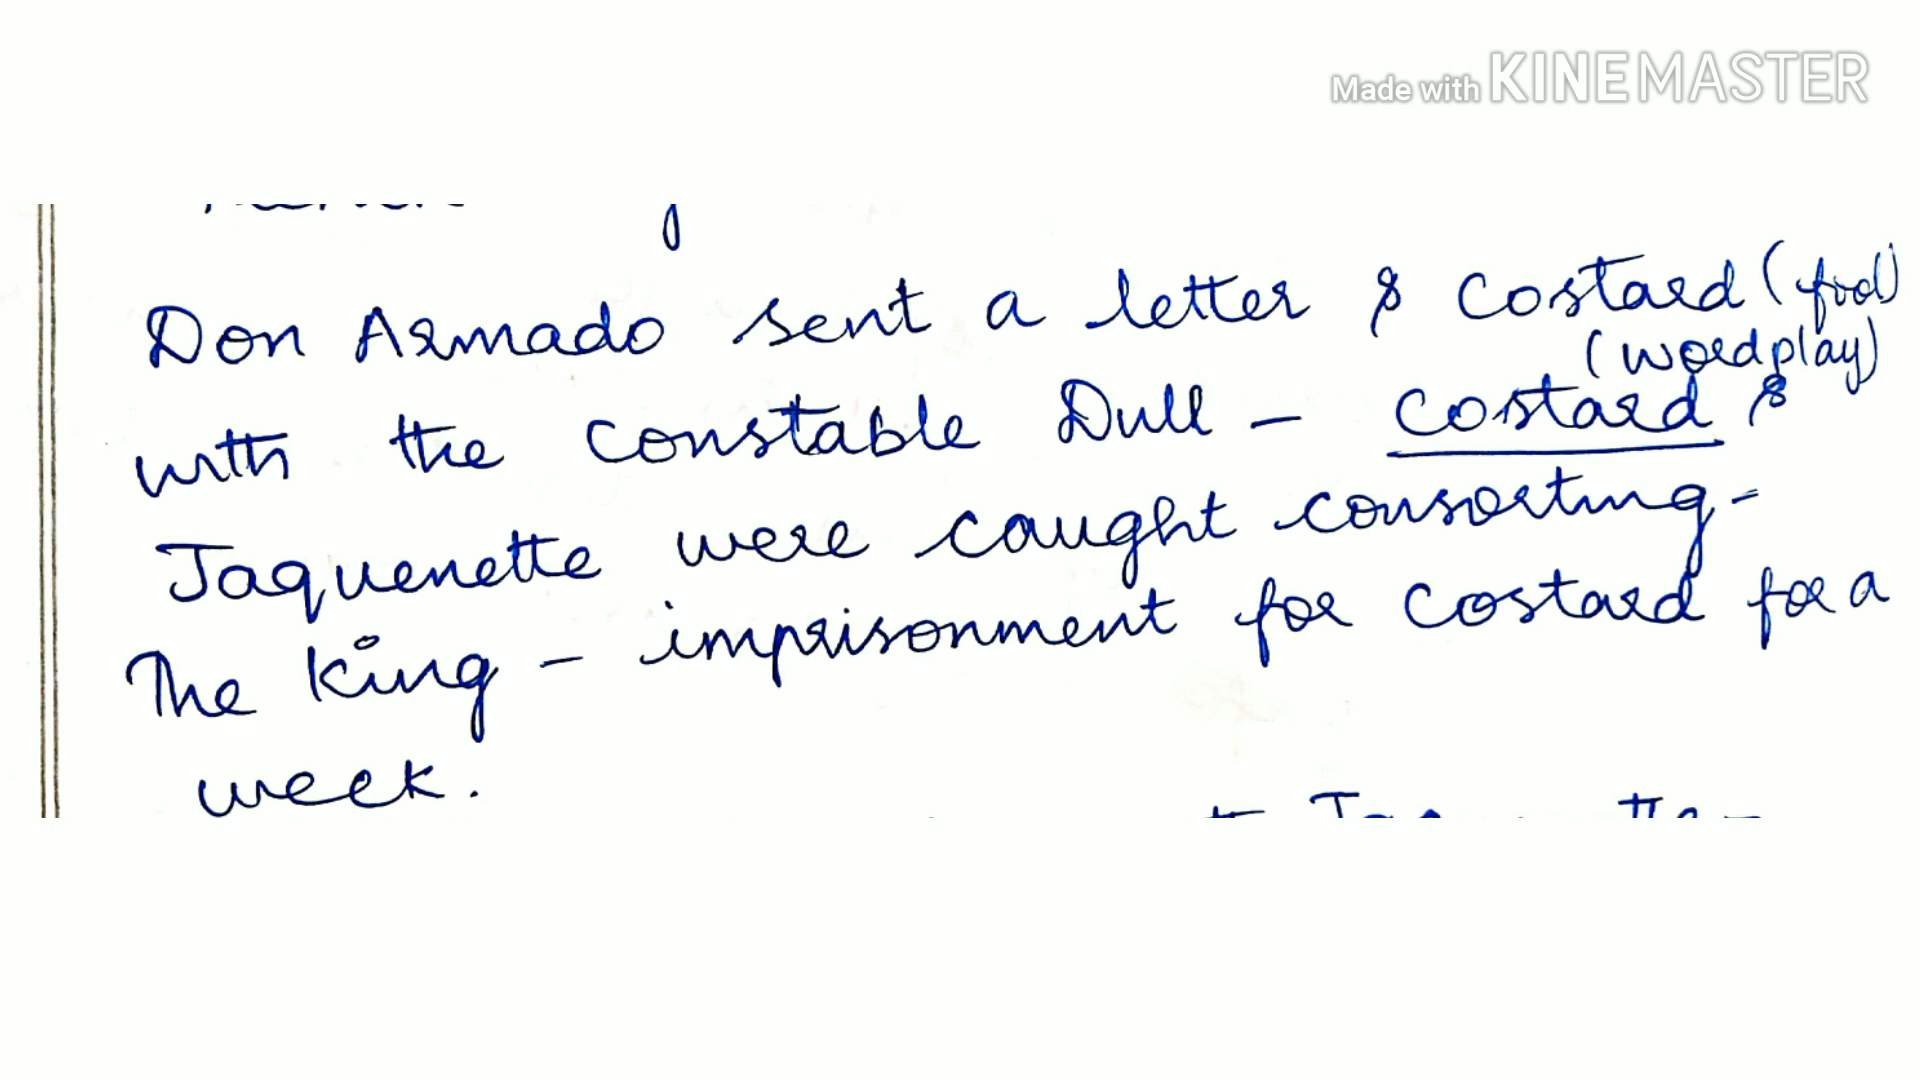 Made with KINEMASTER
Don Armado sent a letter & Costard (fool)
(wordplay)
with the Constable Dull - Costard &
Jaquenette were caught consorting -
The King - imprisonment for Costard for a
week.